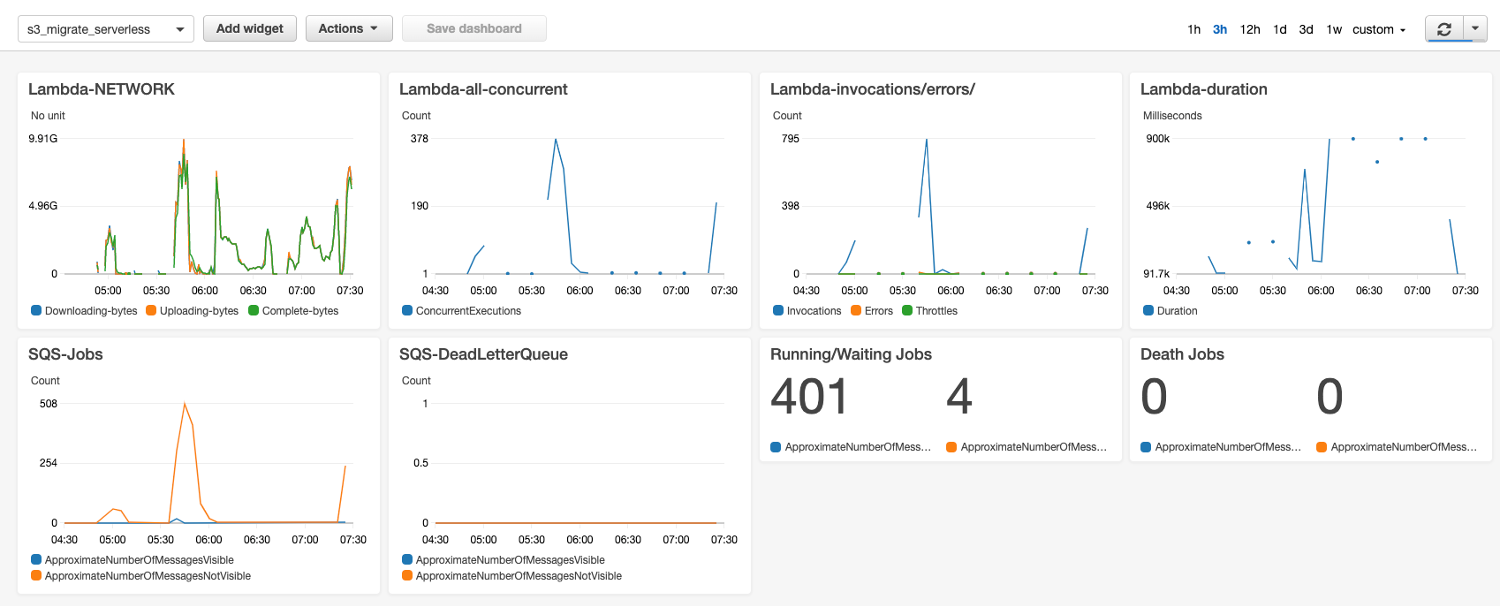 s3_migrate_serverless Add widget Actions Save dashboard 1h 3h 12h 1d 3d 1w custom
Lambda-NETWORK
No unit
9.91G
4.96G
0
05:00 05:30 06:00 06:30 07:00 07:30
Downloading-bytes Uploading-bytes Complete-bytes
Lambda-all-concurrent
Count
378
190
1
04:30 05:00 05:30 06:00 06:30 07:00 07:30
ConcurrentExecutions
Lambda-invocations/errors/
Count
795
398
0
04:30 05:00 05:30 06:00 06:30 07:00 07:30
Invocations Errors Throttles
Lambda-duration
Milliseconds
900k
496k
91.7k
04:30 05:00 05:30 06:00 06:30 07:00 07:30
Duration
SQS-Jobs
Count
508
254
0
04:30 05:00 05:30 06:00 06:30 07:00 07:30
ApproximateNumberOfMessagesVisible
ApproximateNumberOfMessagesNotVisible
SQS-DeadLetterQueue
Count
1
0.5
0
04:30 05:00 05:30 06:00 06:30 07:00 07:30
ApproximateNumberOfMessagesVisible
ApproximateNumberOfMessagesNotVisible
Running/Waiting Jobs
401 4
ApproximateNumberOfMess... ApproximateNumberOfMess...
Death Jobs
0 0
ApproximateNumberOfMess... ApproximateNumberOfMess...